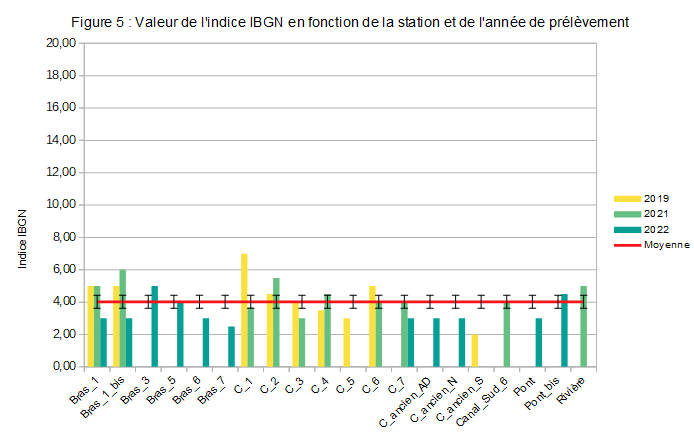 Figure 5 : Valeur de l'indice IBGN en fonction de la station et de l'année de prélèvement
20,00
18,00
16,00
14,00
12,00
10,00
8,00
6,00
4,00
2,00
0,00
Indice IBGN
Bras_1
Bras_1_bis
Bras_3
Bras_5
Bras_6
Bras_7
C_1
C_2
C_3
C_4
C_5
C_6
C_7
C_ancien_AD
C_ancien_N
C_ancien_S
Canal_Sud_6
Pont
Pont_bis
Rivière
2019
2021
2022
Moyenne